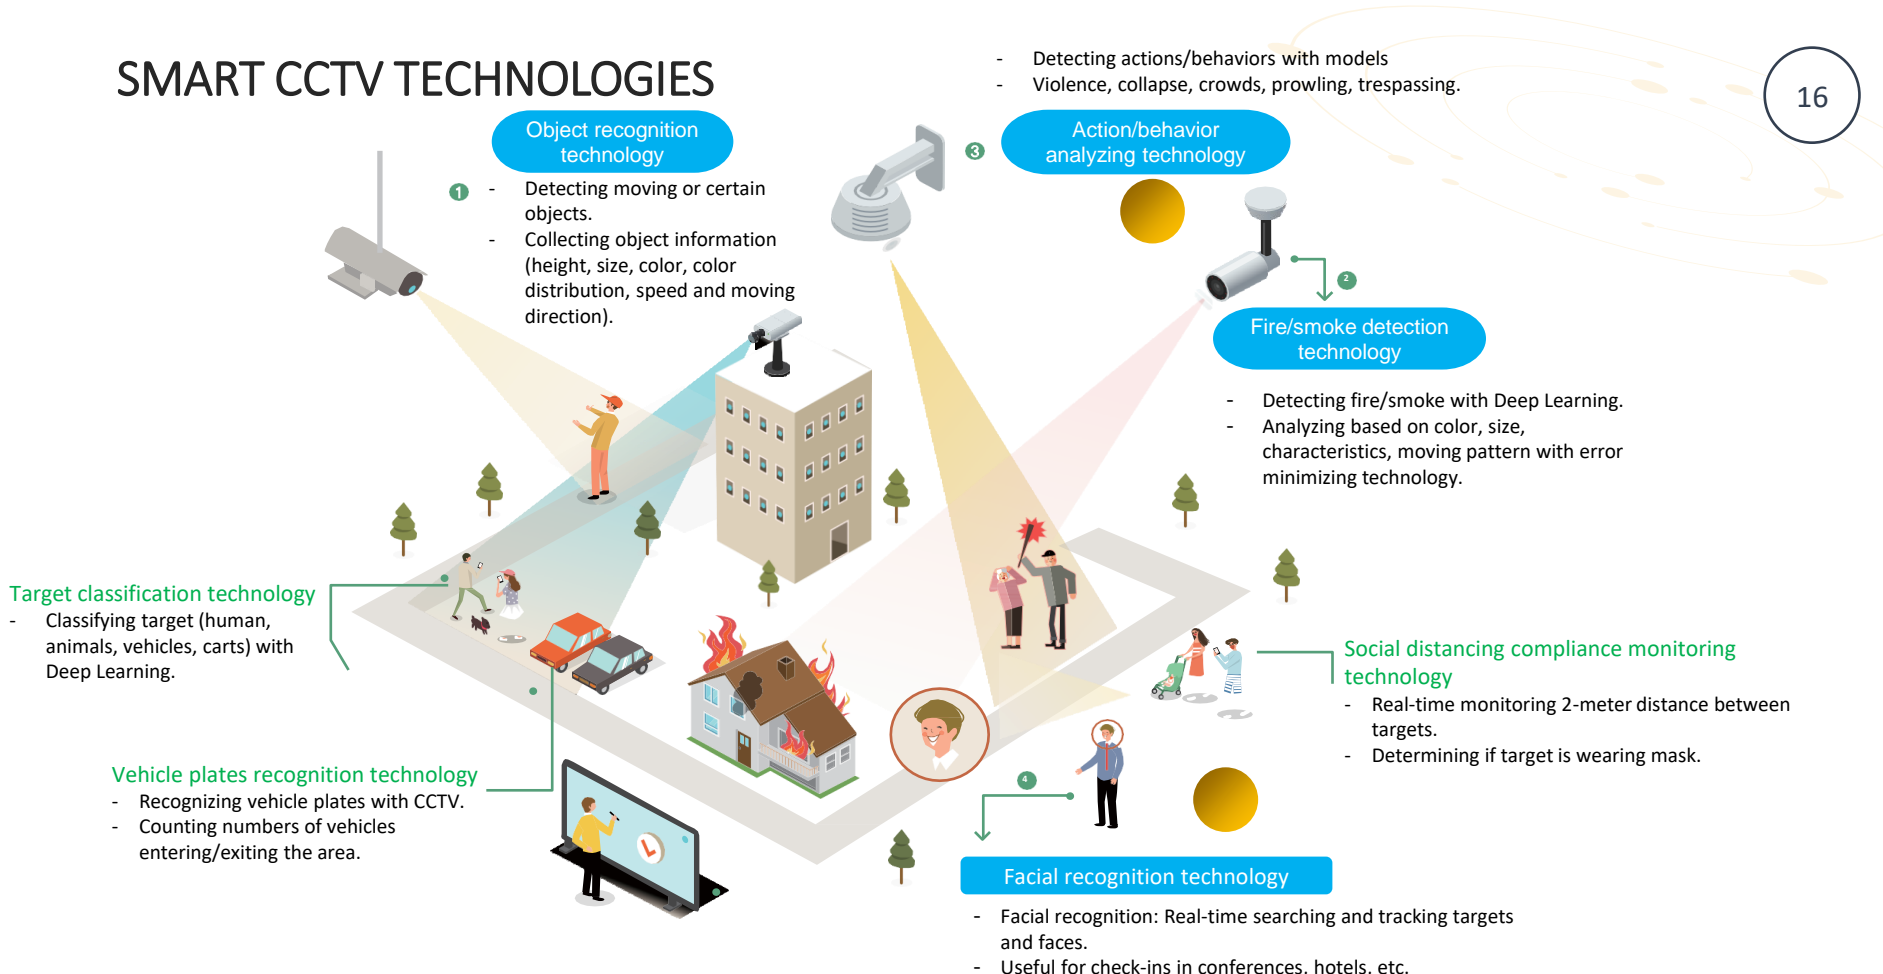 SMART CCTV TECHNOLOGIES
16
Object recognition
technology
1
- Detecting moving or certain
objects.
- Collecting object information
(height, size, color, color
distribution, speed and moving
direction).
- Detecting actions/behaviors with models
- Violence, collapse, crowds, prowling, trespassing.
3
Action/behavior
analyzing technology
2
Fire/smoke detection
technology
- Detecting fire/smoke with Deep Learning.
- Analyzing based on color, size,
characteristics, moving pattern with error
minimizing technology.
Target classification technology
- Classifying target (human,
animals, vehicles, carts) with
Deep Learning.
Social distancing compliance monitoring
technology
- Real-time monitoring 2-meter distance between
targets.
- Determining if target is wearing mask.
Vehicle plates recognition technology
- Recognizing vehicle plates with CCTV.
- Counting numbers of vehicles
entering/exiting the area.
4
Facial recognition technology
- Facial recognition: Real-time searching and tracking targets
and faces.
- Useful for check-ins in conferences, hotels, etc.